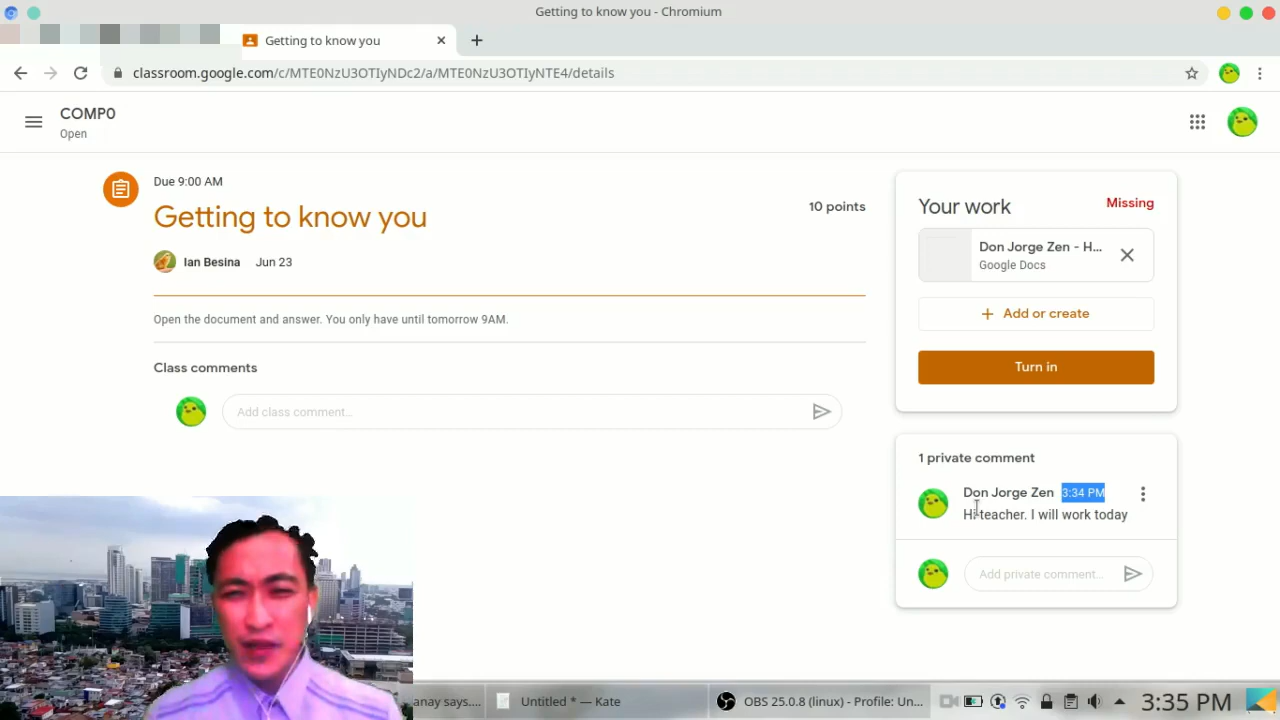 Getting to know you - Chromium
Getting to know you
classroom.google.com/c/MTE0NzU3OTIyNDc2/a/MTE0NzU3OTIyNTE4/details
COMP0
Open
Due 9:00 AM
Getting to know you
10 points
Ian Besina Jun 23
Open the document and answer. You only have until tomorrow 9AM.
Class comments
Add class comment...
Your work
Missing
Don Jorge Zen - H...
Google Docs
+ Add or create
Turn in
1 private comment
Don Jorge Zen 3:34 PM
Hi teacher. I will work today
Add private comment...
anay says....
Untitled * — Kate
OBS 25.0.8 (linux) - Profile: Un...
3:35 PM